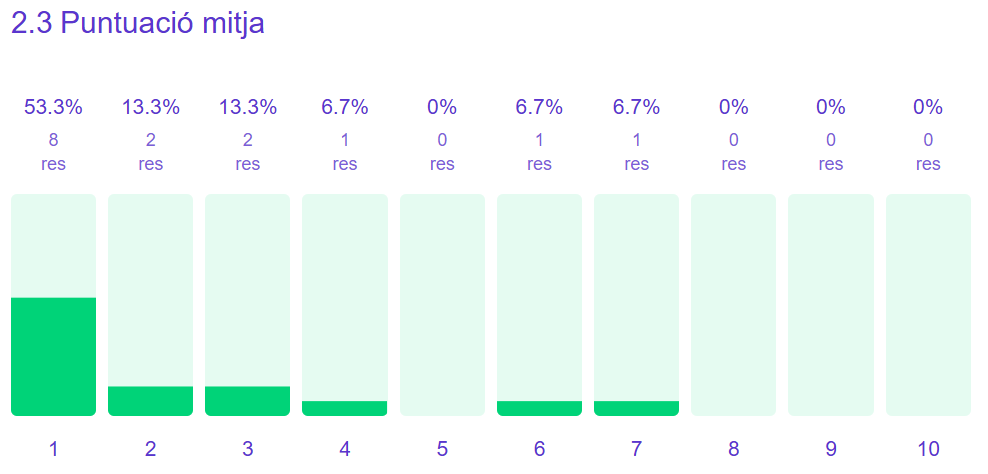 2.3 Puntuació mitja
53.3% 13.3% 13.3% 6.7% 0% 6.7% 6.7% 0% 0% 0%
8 2 2 1 0 1 1 0 0 0
res res res res res res res res res res
1 2 3 4 5 6 7 8 9 10